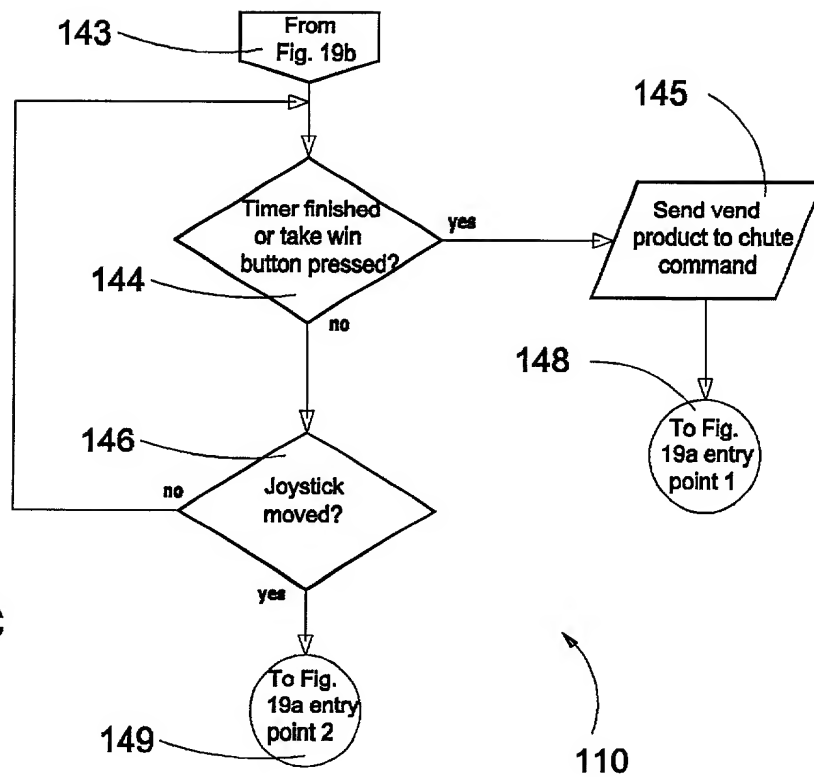 143
From
Fig. 19b
145
Timer finished
or take win
button pressed?
yes
Send vend
product to chute
command
144
no
148
146
To Fig.
19a entry
point 1
no
Joystick
moved?
yes
To Fig.
19a entry
point 2
149
110